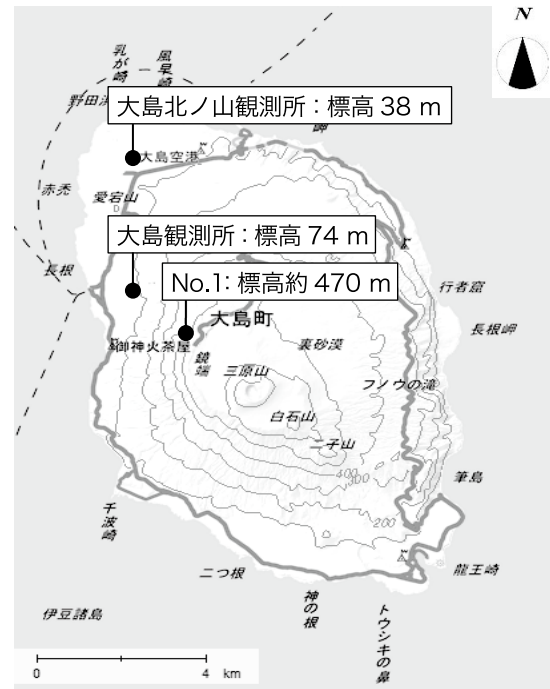 N
乳が崎
風早崎
野田浜
大島北ノ山観測所：標高 38 m
岬
大島空港
愛宕山
赤禿
大島観測所：標高 74 m
長根
No.1: 標高約 470 m
行者窟
大島町
長根岬
御神火茶屋
鏡端
裏砂漠
三原山
フノウの滝
白石山
二子山
400
300
筆島
200
千波崎
二つ根
龍王崎
神の根
トウシキの鼻
伊豆諸島
0 4 km